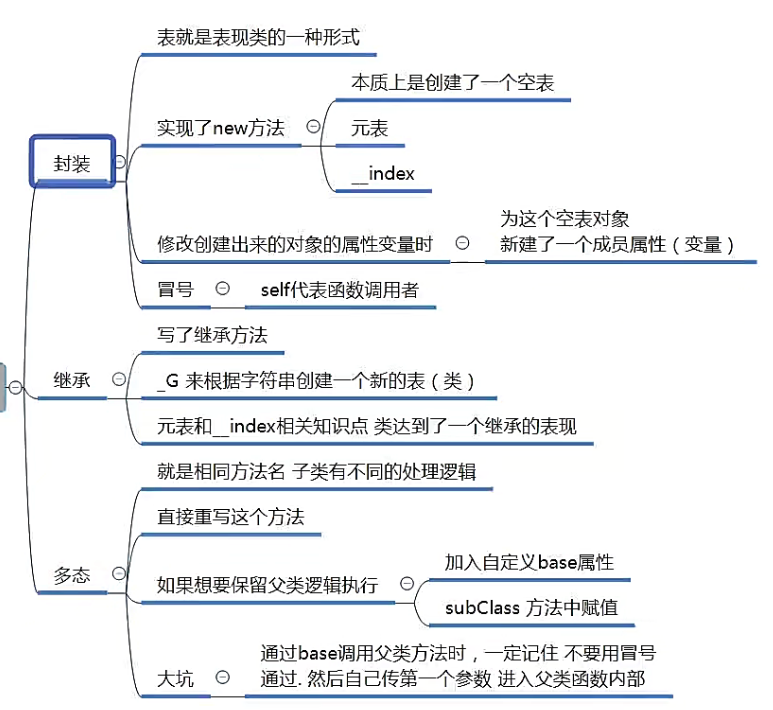 表就是表现类的一种形式
本质上是创建了一个空表
实现了new方法
元表
__index
封装
为这个空表对象
修改创建出来的对象的属性变量时
新建了一个成员属性（变量）
冒号
self代表函数调用者
写了继承方法
继承
_G 来根据字符串创建一个新的表（类）
元表和__index相关知识点 类达到了一个继承的表现
就是相同方法名 子类有不同的处理逻辑
直接重写这个方法
多态
加入自定义base属性
如果想要保留父类逻辑执行
subClass 方法中赋值
通过base调用父类方法时，一定记住 不要用冒号
大坑
通过. 然后自己传第一个参数 进入父类函数内部